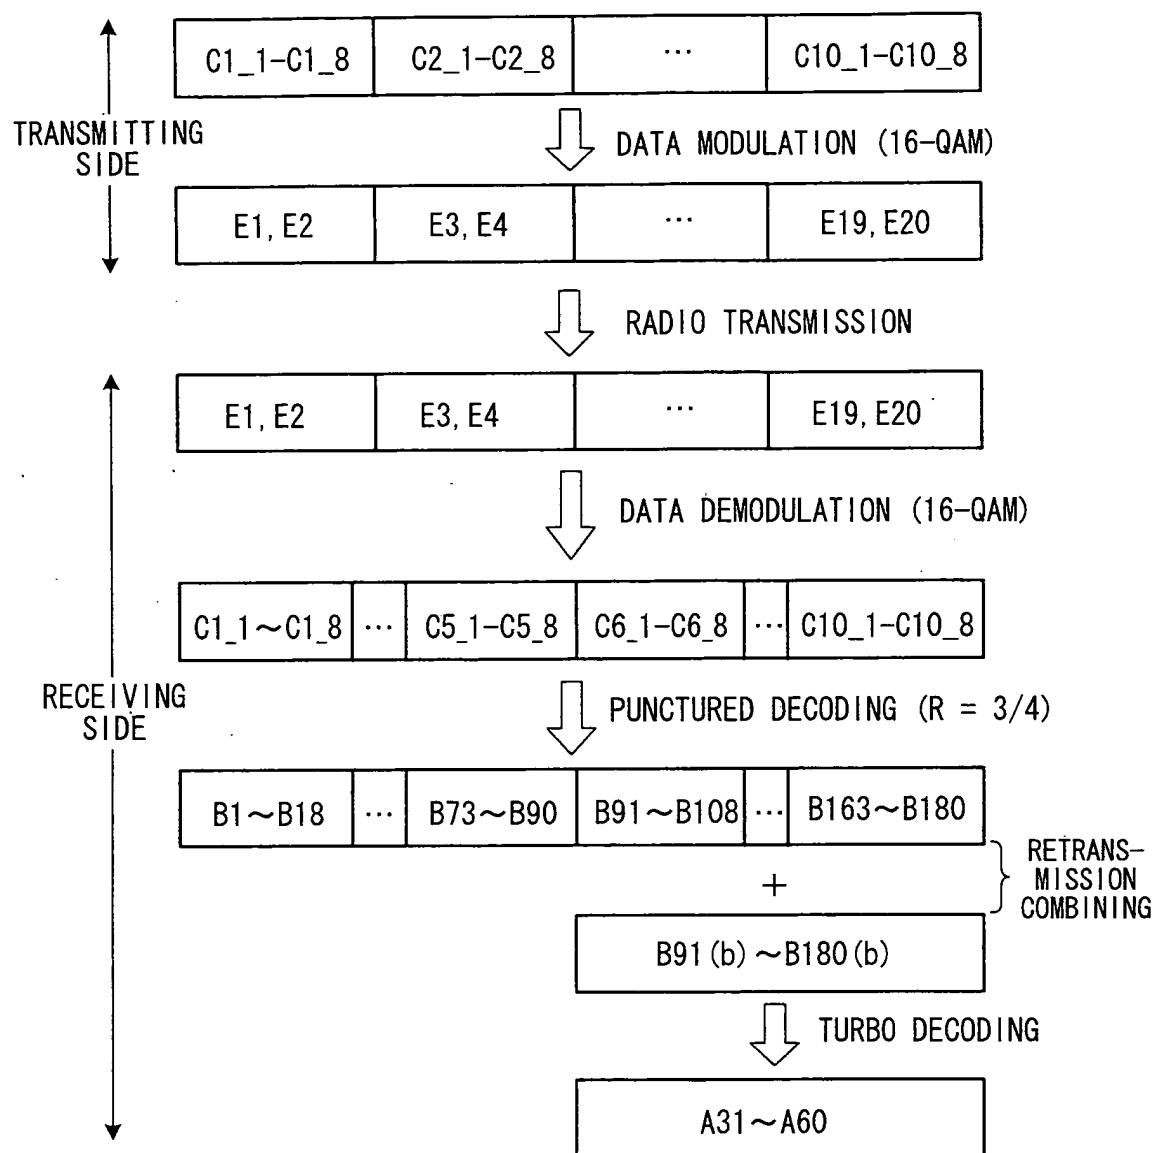 C1_1–C1_8 C2_1–C2_8 ⋯ C10_1–C10_8
TRANSMITTING
SIDE
DATA MODULATION (16–QAM)
E1, E2 E3, E4 ⋯ E19, E20
RADIO TRANSMISSION
E1, E2 E3, E4 ⋯ E19, E20
DATA DEMODULATION (16–QAM)
C1_1～C1_8 ⋯ C5_1–C5_8 C6_1–C6_8 ⋯ C10_1–C10_8
RECEIVING
SIDE
PUNCTURED DECODING (R = 3/4)
B1～B18 ⋯ B73～B90 B91～B108 ⋯ B163～B180
+
RETRANS–
MISSION
COMBINING
B91(b)～B180(b)
TURBO DECODING
A31～A60